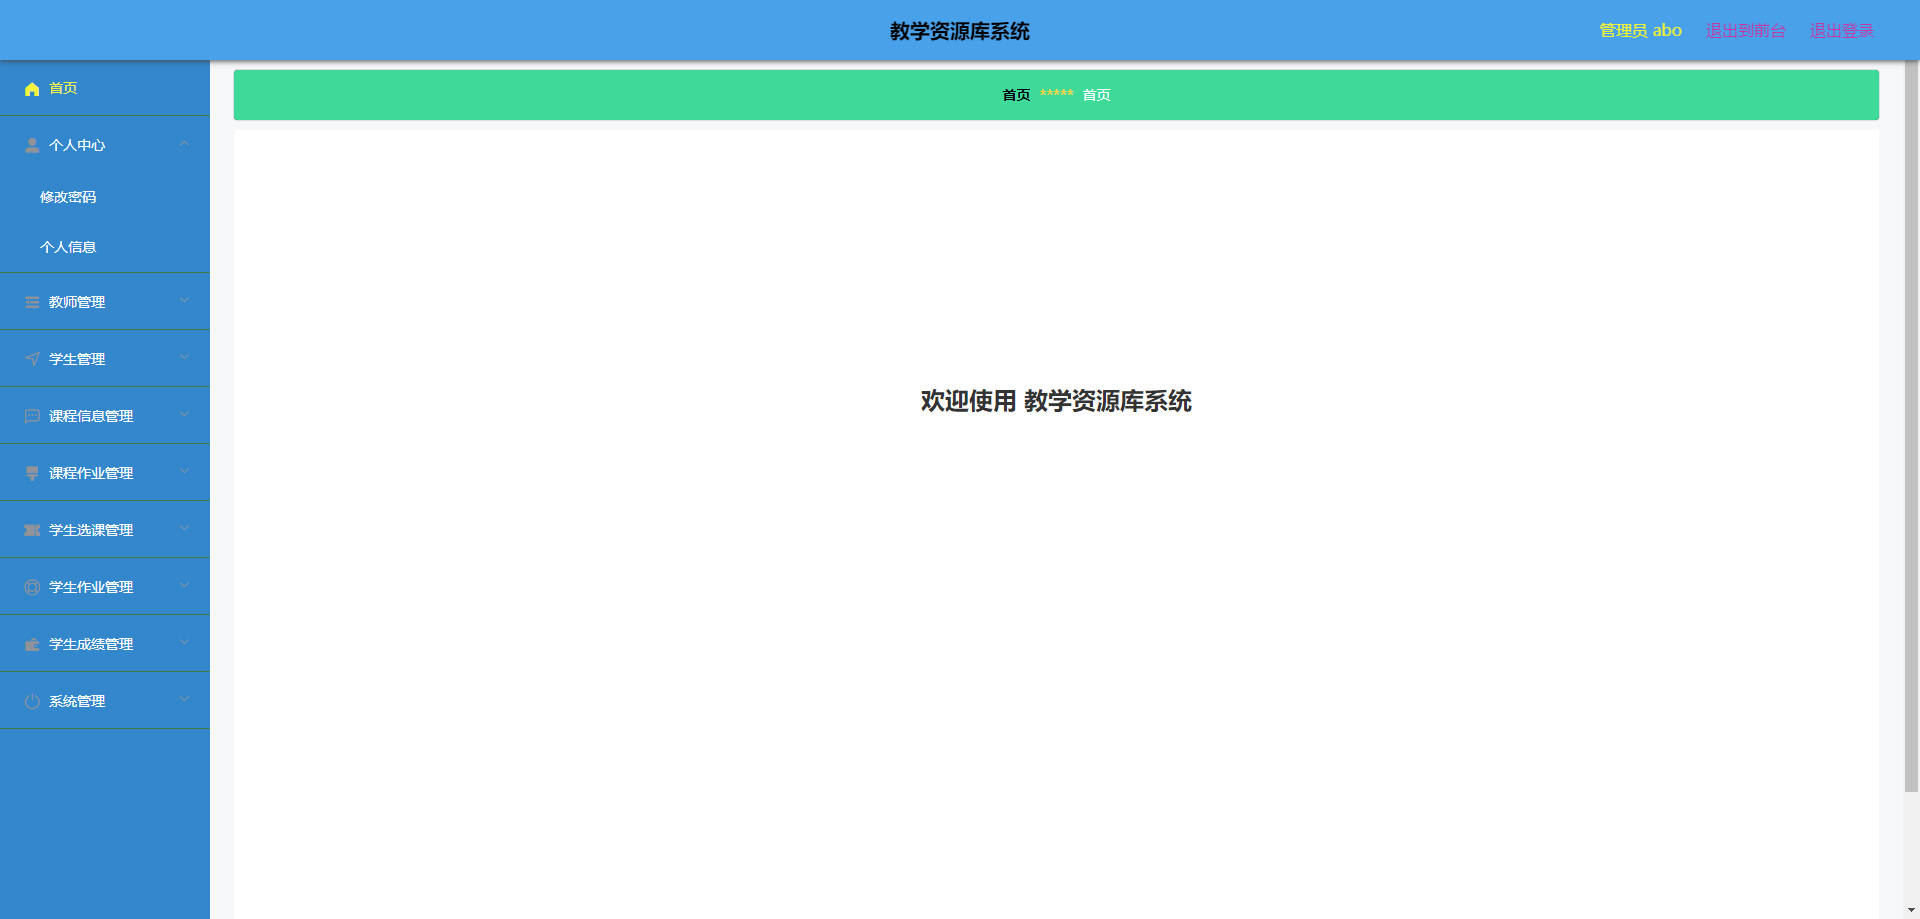 教学资源库系统
管理员 abo 退出到前台 退出登录
首页
个人中心
修改密码
个人信息
教师管理
学生管理
课程信息管理
课程作业管理
学生选课管理
学生作业管理
学生成绩管理
系统管理
首页 ***** 首页
欢迎使用 教学资源库系统